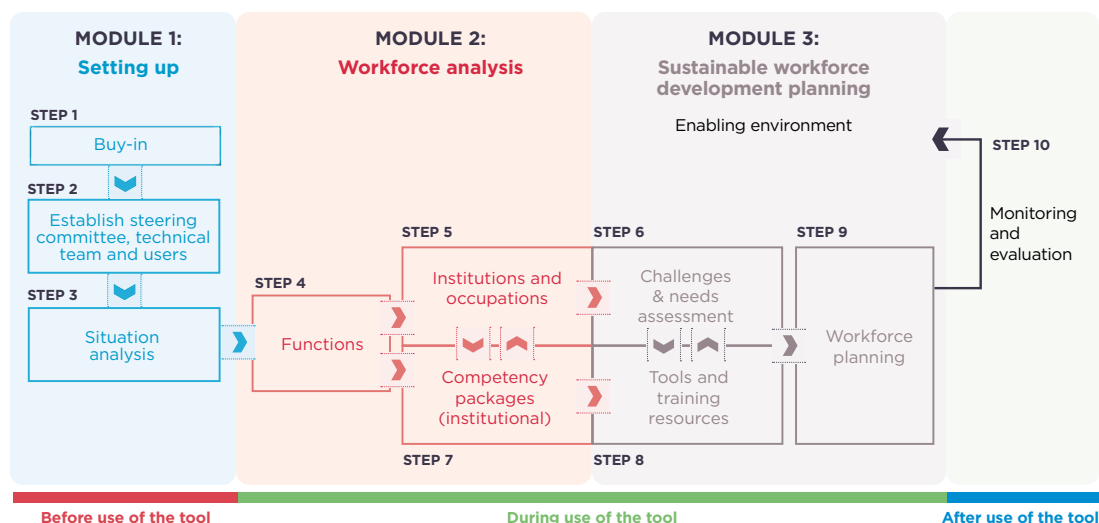 MODULE 1:
Setting up
STEP 1
Buy-in
STEP 2
Establish steering
committee, technical
team and users
STEP 3
Situation
analysis
MODULE 2:
Workforce analysis
STEP 4
Functions
STEP 5
Institutions and
occupations
Competency
packages
(institutional)
STEP 7
MODULE 3:
Sustainable workforce
development planning
Enabling environment
STEP 6
Challenges
& needs
assessment
Tools and
training
resources
STEP 8
STEP 9
Workforce
planning
STEP 10
Monitoring
and
evaluation
Before use of the tool
During use of the tool
After use of the tool